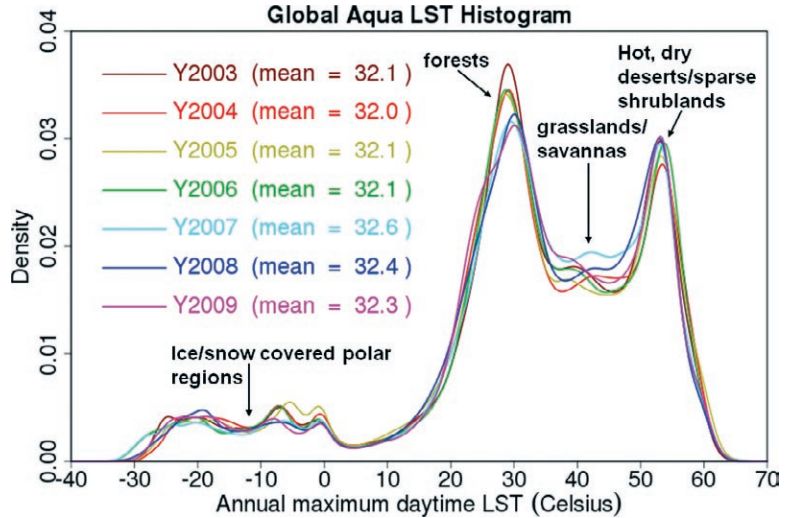 Global Aqua LST Histogram
0.04
0.03
0.02
0.01
0.00
Density
Y2003 (mean = 32.1)
Y2004 (mean = 32.0)
Y2005 (mean = 32.1)
Y2006 (mean = 32.1)
Y2007 (mean = 32.6)
Y2008 (mean = 32.4)
Y2009 (mean = 32.3)
forests
Hot, dry
deserts/sparse
shrublands
grasslands/
savannas
Ice/snow covered polar
regions
-40 -30 -20 -10 0 10 20 30 40 50 60 70
Annual maximum daytime LST (Celsius)